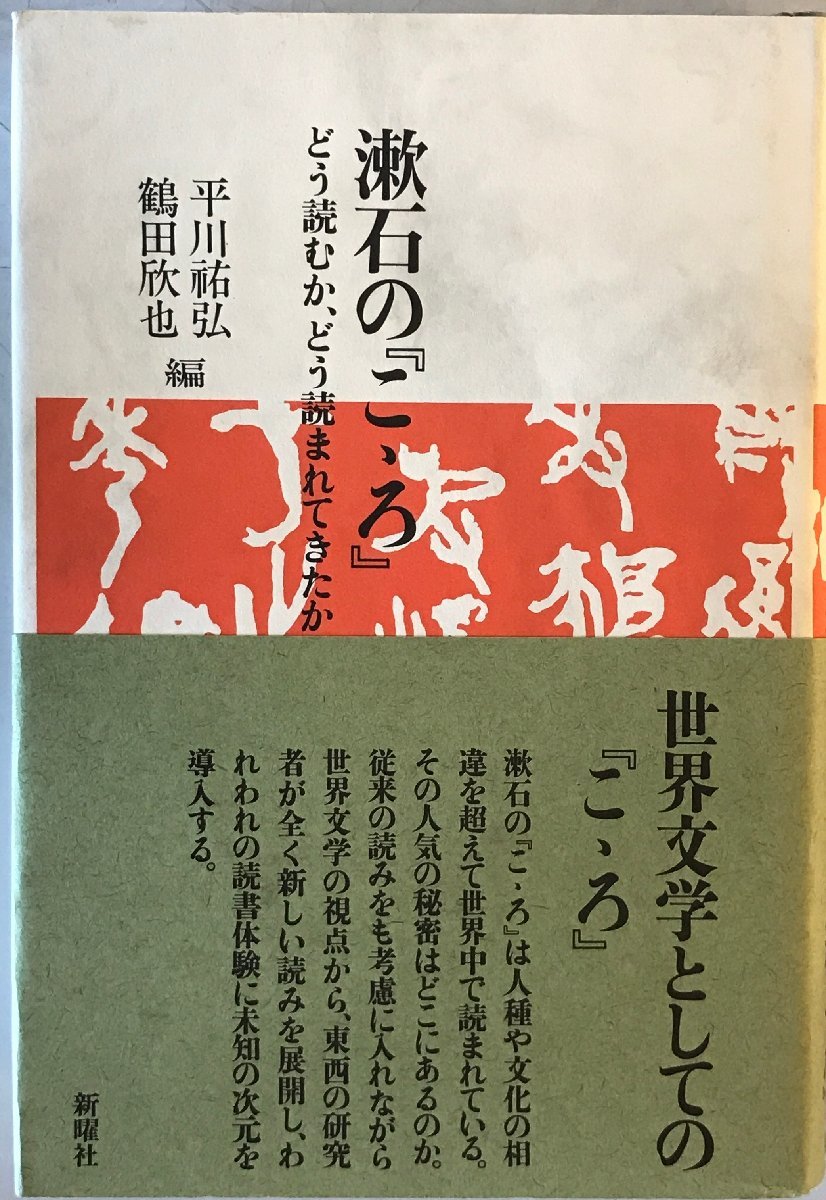 漱石の『こゝろ』
どう読むか、どう読まれてきたか
平川祐弘
鶴田欣也
編
世界文学としての
『こゝろ』
漱石の『こゝろ』は人種や文化の相
違を超えて世界中で読まれている。
その人気の秘密はどこにあるのか。
従来の読みをも考慮に入れながら
世界文学の視点から、東西の研究
者が全く新しい読みを展開し、わ
れわれの読書体験に未知の次元を
導入する。
新曜社